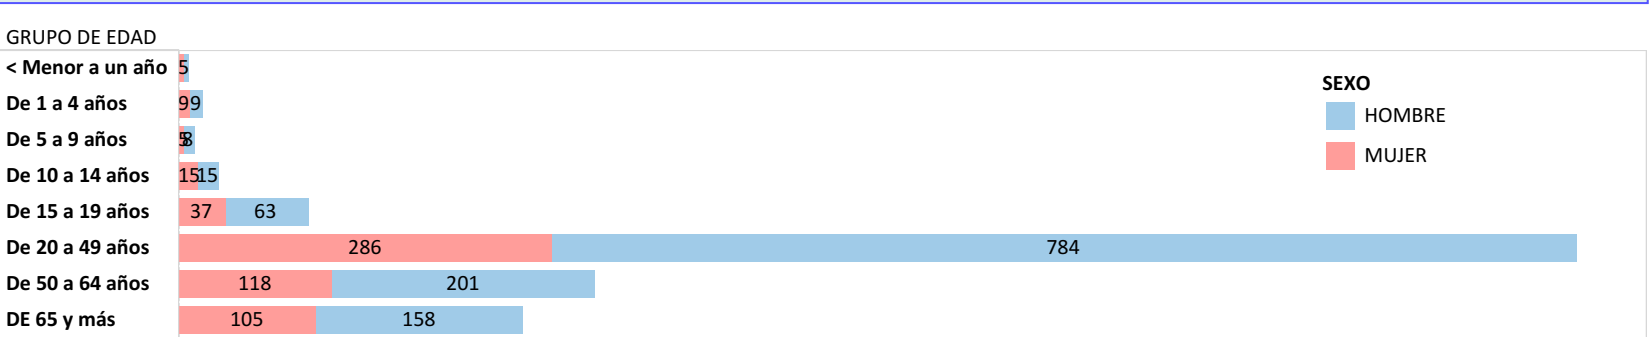 GRUPO DE EDAD
< Menor a un año 5
De 1 a 4 años 9 9
De 5 a 9 años 5 8
De 10 a 14 años 15 15
De 15 a 19 años 37 63
De 20 a 49 años 286 784
De 50 a 64 años 118 201
DE 65 y más 105 158
SEXO
HOMBRE
MUJER